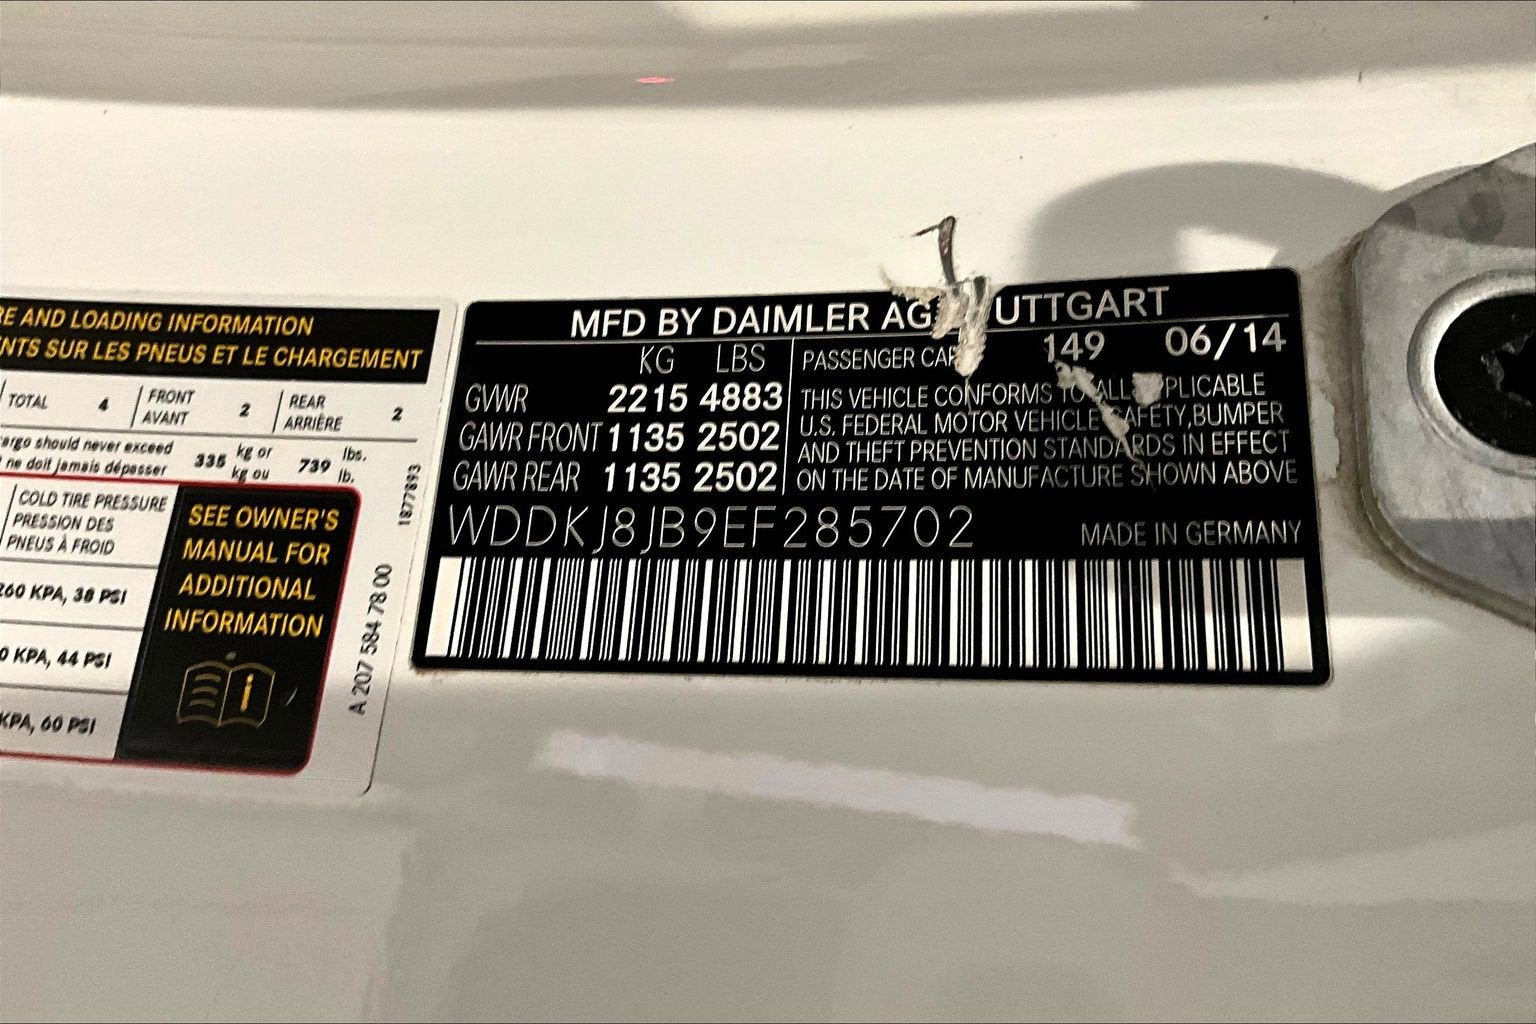 RE AND LOADING INFORMATION
NTS SUR LES PNEUS ET LE CHARGEMENT
TOTAL 4
FRONT
AVANT 2
REAR
ARRIÈRE 2
argo should never exceed
ne doit jamais dépasser
335 kg or
kg ou
739 lbs.
lb.
COLD TIRE PRESSURE
PRESSION DES
PNEUS À FROID
260 KPA, 38 PSI
0 KPA, 44 PSI
KPA, 60 PSI
SEE OWNER'S
MANUAL FOR
ADDITIONAL
INFORMATION
1877893
A 207 584 78 00
MFD BY DAIMLER AG UTTGART
KG LBS
GVWR 2215 4883
GAWR FRONT 1135 2502
GAWR REAR 1135 2502
PASSENGER CAR 149 06/14
THIS VEHICLE CONFORMS TO ALL PPLICABLE
U.S. FEDERAL MOTOR VEHICLE SAFETY, BUMPER
AND THEFT PREVENTION STANDARDS IN EFFECT
ON THE DATE OF MANUFACTURE SHOWN ABOVE
WDDKJ8JB9EF285702
MADE IN GERMANY